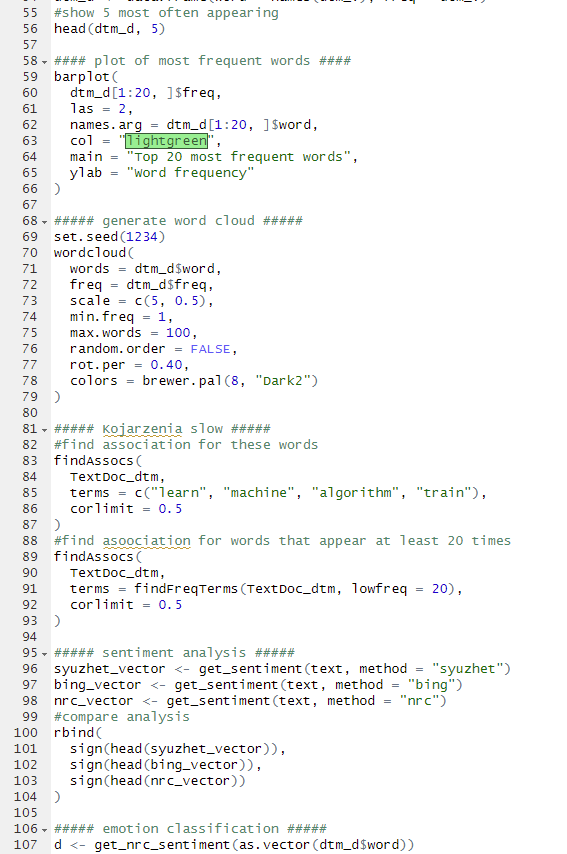 55 #show 5 most often appearing
56 head(dtm_d, 5)
57
58 #### plot of most frequent words ####
59 barplot(
60   dtm_d[1:20, ]$freq,
61   las = 2,
62   names.arg = dtm_d[1:20, ]$word,
63   col = "lightgreen",
64   main = "Top 20 most frequent words",
65   ylab = "Word frequency"
66 )
67
68 ##### generate word cloud #####
69 set.seed(1234)
70 wordcloud(
71   words = dtm_d$word,
72   freq = dtm_d$freq,
73   scale = c(5, 0.5),
74   min.freq = 1,
75   max.words = 100,
76   random.order = FALSE,
77   rot.per = 0.40,
78   colors = brewer.pal(8, "Dark2")
79 )
80
81 ##### Kojarzenia slow #####
82 #find association for these words
83 findAssocs(
84   TextDoc_dtm,
85   terms = c("learn", "machine", "algorithm", "train"),
86   corlimit = 0.5
87 )
88 #find asoociation for words that appear at least 20 times
89 findAssocs(
90   TextDoc_dtm,
91   terms = findFreqTerms(TextDoc_dtm, lowfreq = 20),
92   corlimit = 0.5
93 )
94
95 ##### sentiment analysis #####
96 syuzhet_vector <- get_sentiment(text, method = "syuzhet")
97 bing_vector <- get_sentiment(text, method = "bing")
98 nrc_vector <- get_sentiment(text, method = "nrc")
99 #compare analysis
100 rbind(
101   sign(head(syuzhet_vector)),
102   sign(head(bing_vector)),
103   sign(head(nrc_vector))
104 )
105
106 ##### emotion classification #####
107 d <- get_nrc_sentiment(as.vector(dtm_d$word))